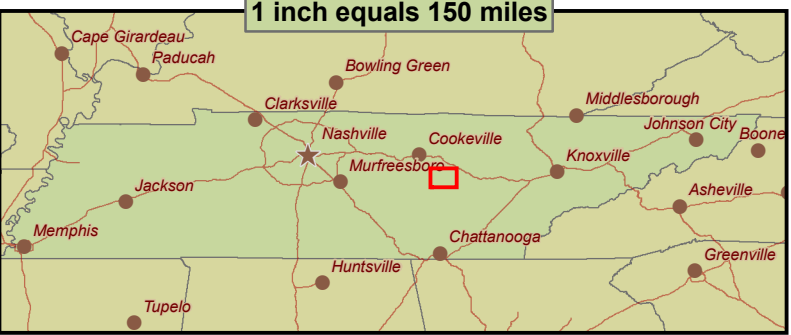 1 inch equals 150 miles
Cape Girardeau
Paducah
Bowling Green
Clarksville
Middlesborough
Johnson City
Boone
Nashville
Cookeville
Knoxville
Murfreesboro
Jackson
Asheville
Memphis
Chattanooga
Greenville
Huntsville
Tupelo